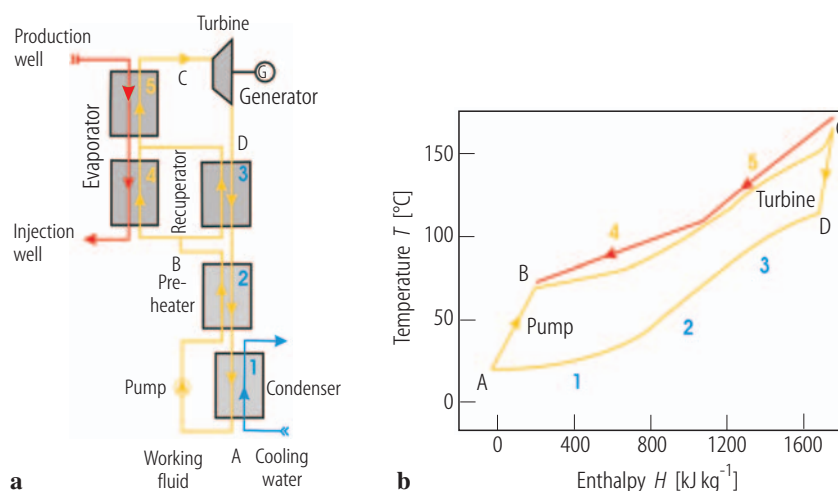 Turbine
Production
well
C
G
Generator
5
Evaporator
D
4
Recuperator
3
Injection
well
B
Pre-
heater
2
Pump
1
Condenser
Working
fluid
A
Cooling
water
a
Temperature T [°C]
150
100
50
0
C
5
Turbine
4
D
B
3
Pump
2
A
1
0
400
800
1200
1600
Enthalpy H [kJ kg⁻¹]
b